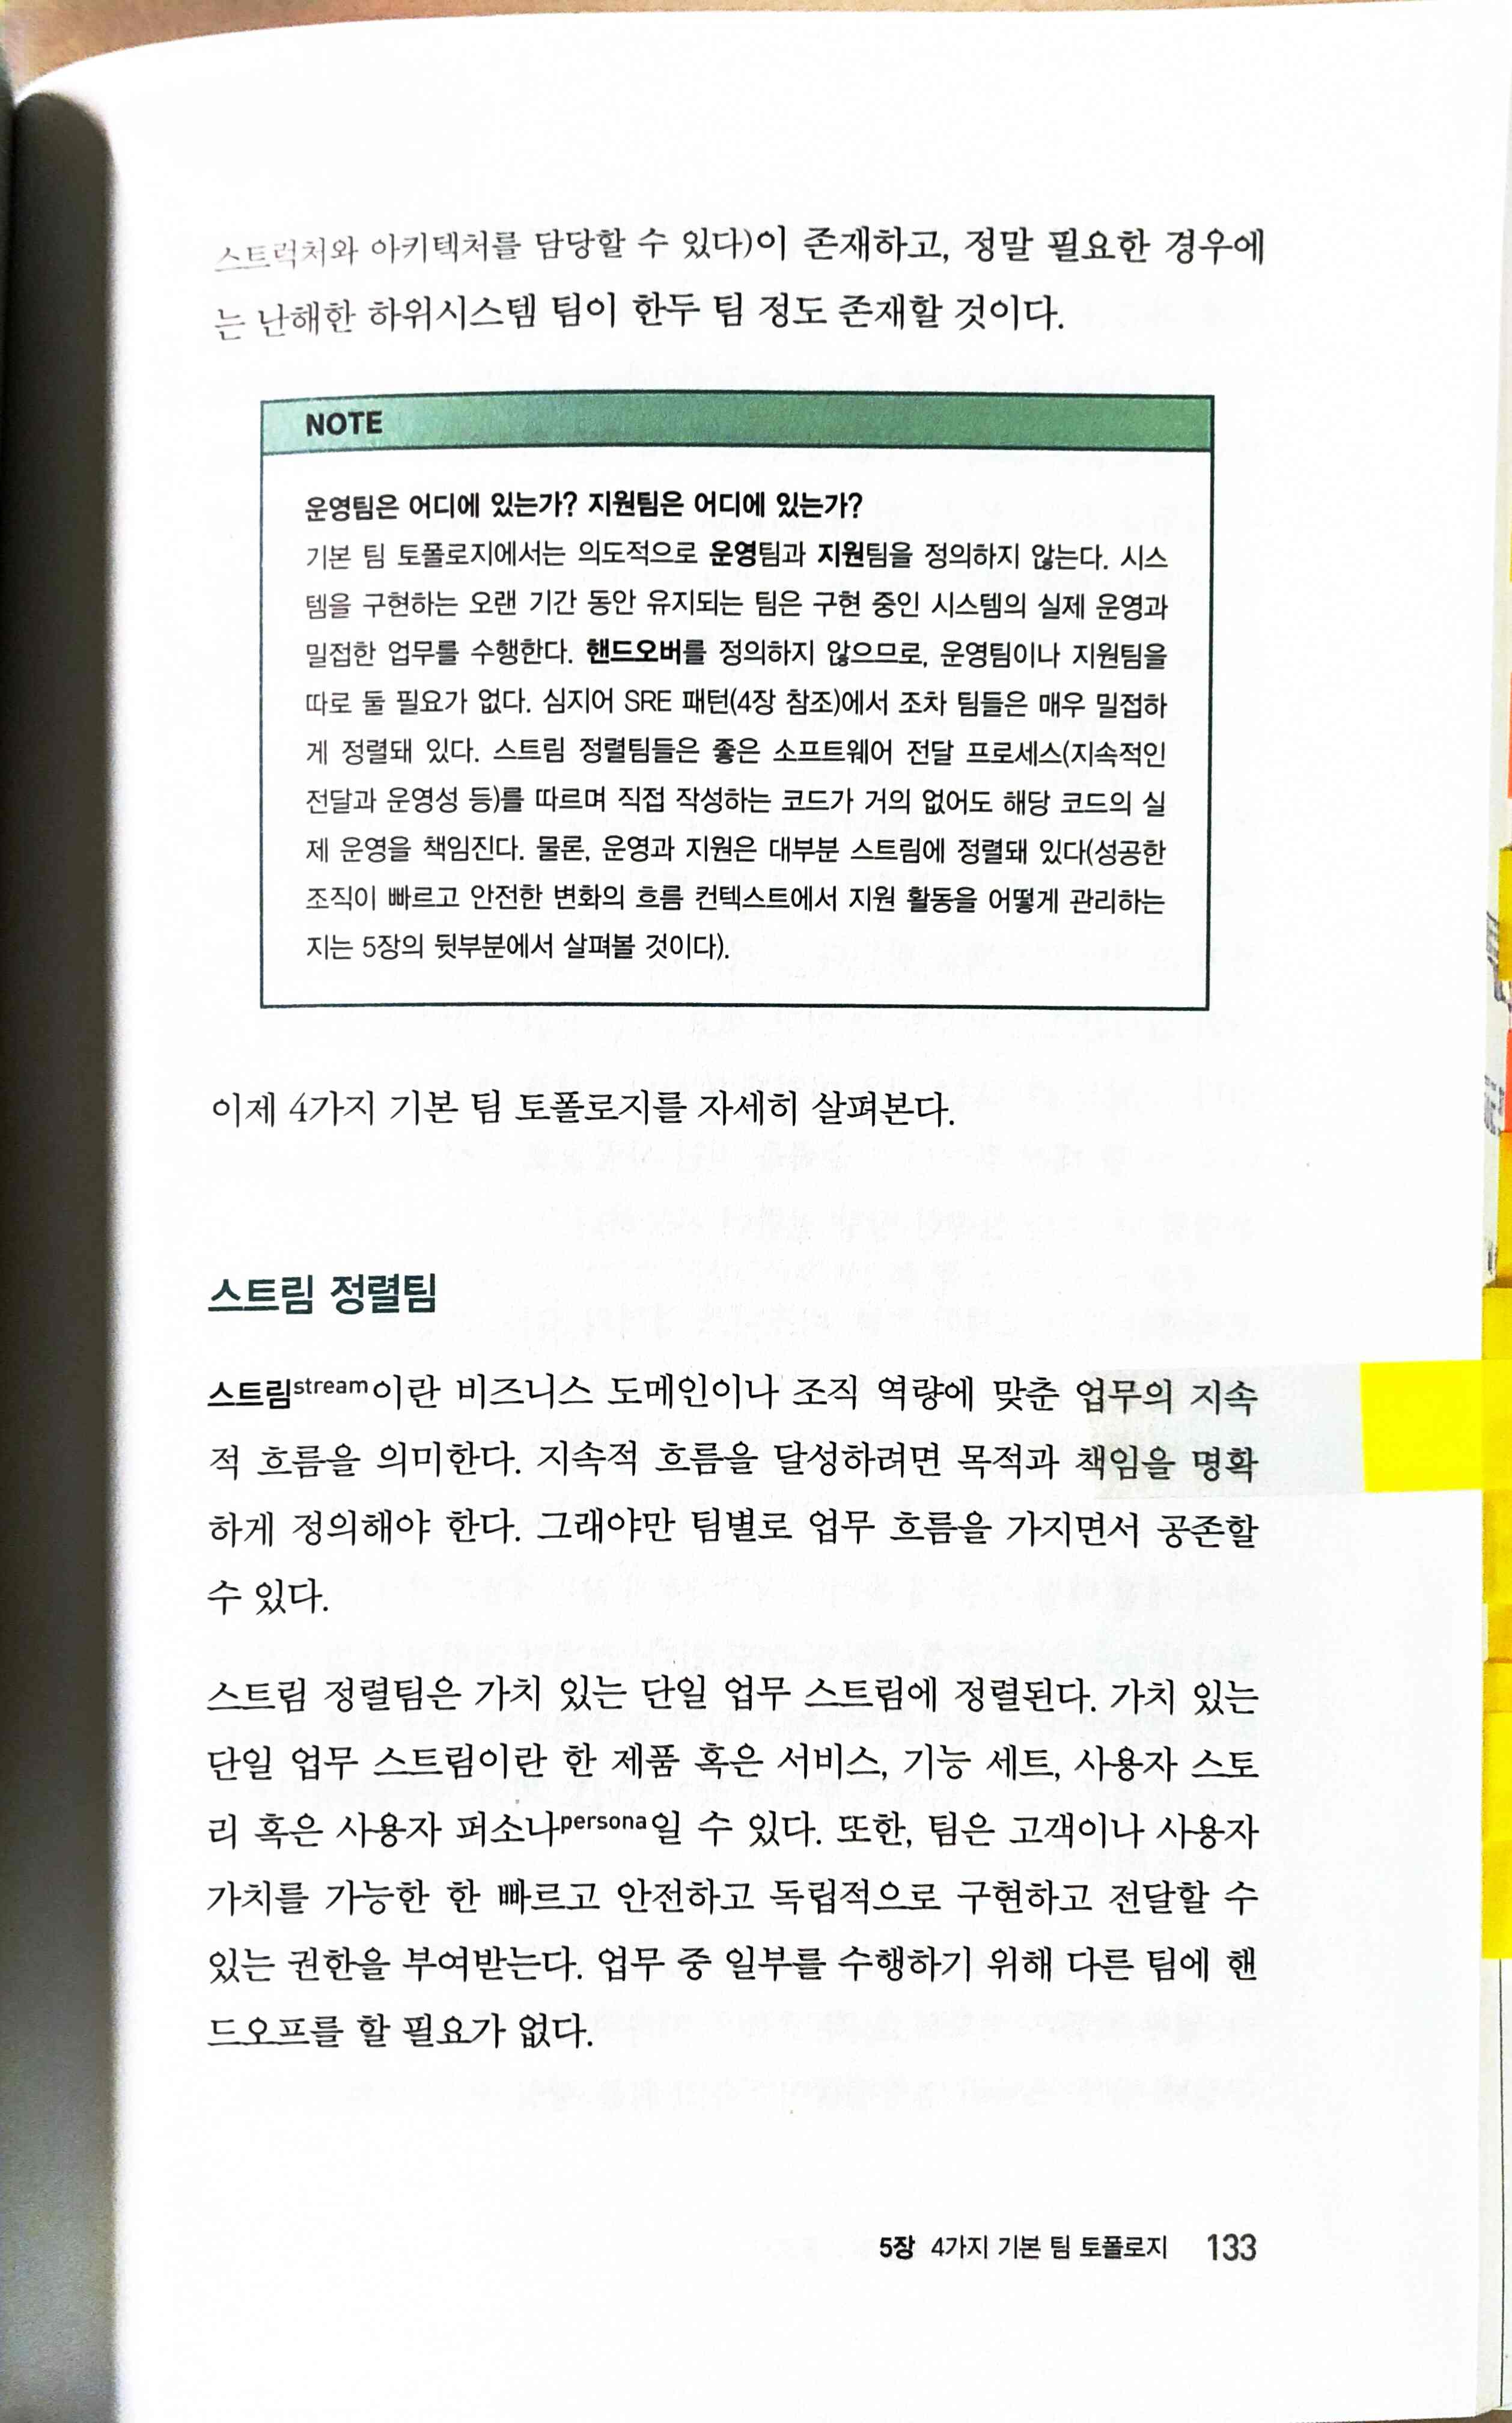 스트럭처와 아키텍처를 담당할 수 있다)이 존재하고, 정말 필요한 경우에
는 난해한 하위시스템 팀이 한두 팀 정도 존재할 것이다.
NOTE
운영팀은 어디에 있는가? 지원팀은 어디에 있는가?
기본 팀 토폴로지에서는 의도적으로 운영팀과 지원팀을 정의하지 않는다. 시스
템을 구현하는 오랜 기간 동안 유지되는 팀은 구현 중인 시스템의 실제 운영과
밀접한 업무를 수행한다. 핸드오버를 정의하지 않으므로, 운영팀이나 지원팀을
따로 둘 필요가 없다. 심지어 SRE 패턴(4장 참조)에서 조차 팀들은 매우 밀접하
게 정렬돼 있다. 스트림 정렬팀들은 좋은 소프트웨어 전달 프로세스(지속적인
전달과 운영성 등)를 따르며 직접 작성하는 코드가 거의 없어도 해당 코드의 실
제 운영을 책임진다. 물론, 운영과 지원은 대부분 스트림에 정렬돼 있다(성공한
조직이 빠르고 안전한 변화의 흐름 컨텍스트에서 지원 활동을 어떻게 관리하는
지는 5장의 뒷부분에서 살펴볼 것이다).
이제 4가지 기본 팀 토폴로지를 자세히 살펴본다.
스트림 정렬팀
스트림stream이란 비즈니스 도메인이나 조직 역량에 맞춘 업무의 지속
적 흐름을 의미한다. 지속적 흐름을 달성하려면 목적과 책임을 명확
하게 정의해야 한다. 그래야만 팀별로 업무 흐름을 가지면서 공존할
수 있다.
스트림 정렬팀은 가치 있는 단일 업무 스트림에 정렬된다. 가치 있는
단일 업무 스트림이란 한 제품 혹은 서비스, 기능 세트, 사용자 스토
리 혹은 사용자 퍼소나persona일 수 있다. 또한, 팀은 고객이나 사용자
가치를 가능한 한 빠르고 안전하고 독립적으로 구현하고 전달할 수
있는 권한을 부여받는다. 업무 중 일부를 수행하기 위해 다른 팀에 핸
드오프를 할 필요가 없다.
5장 4가지 기본 팀 토폴로지 133